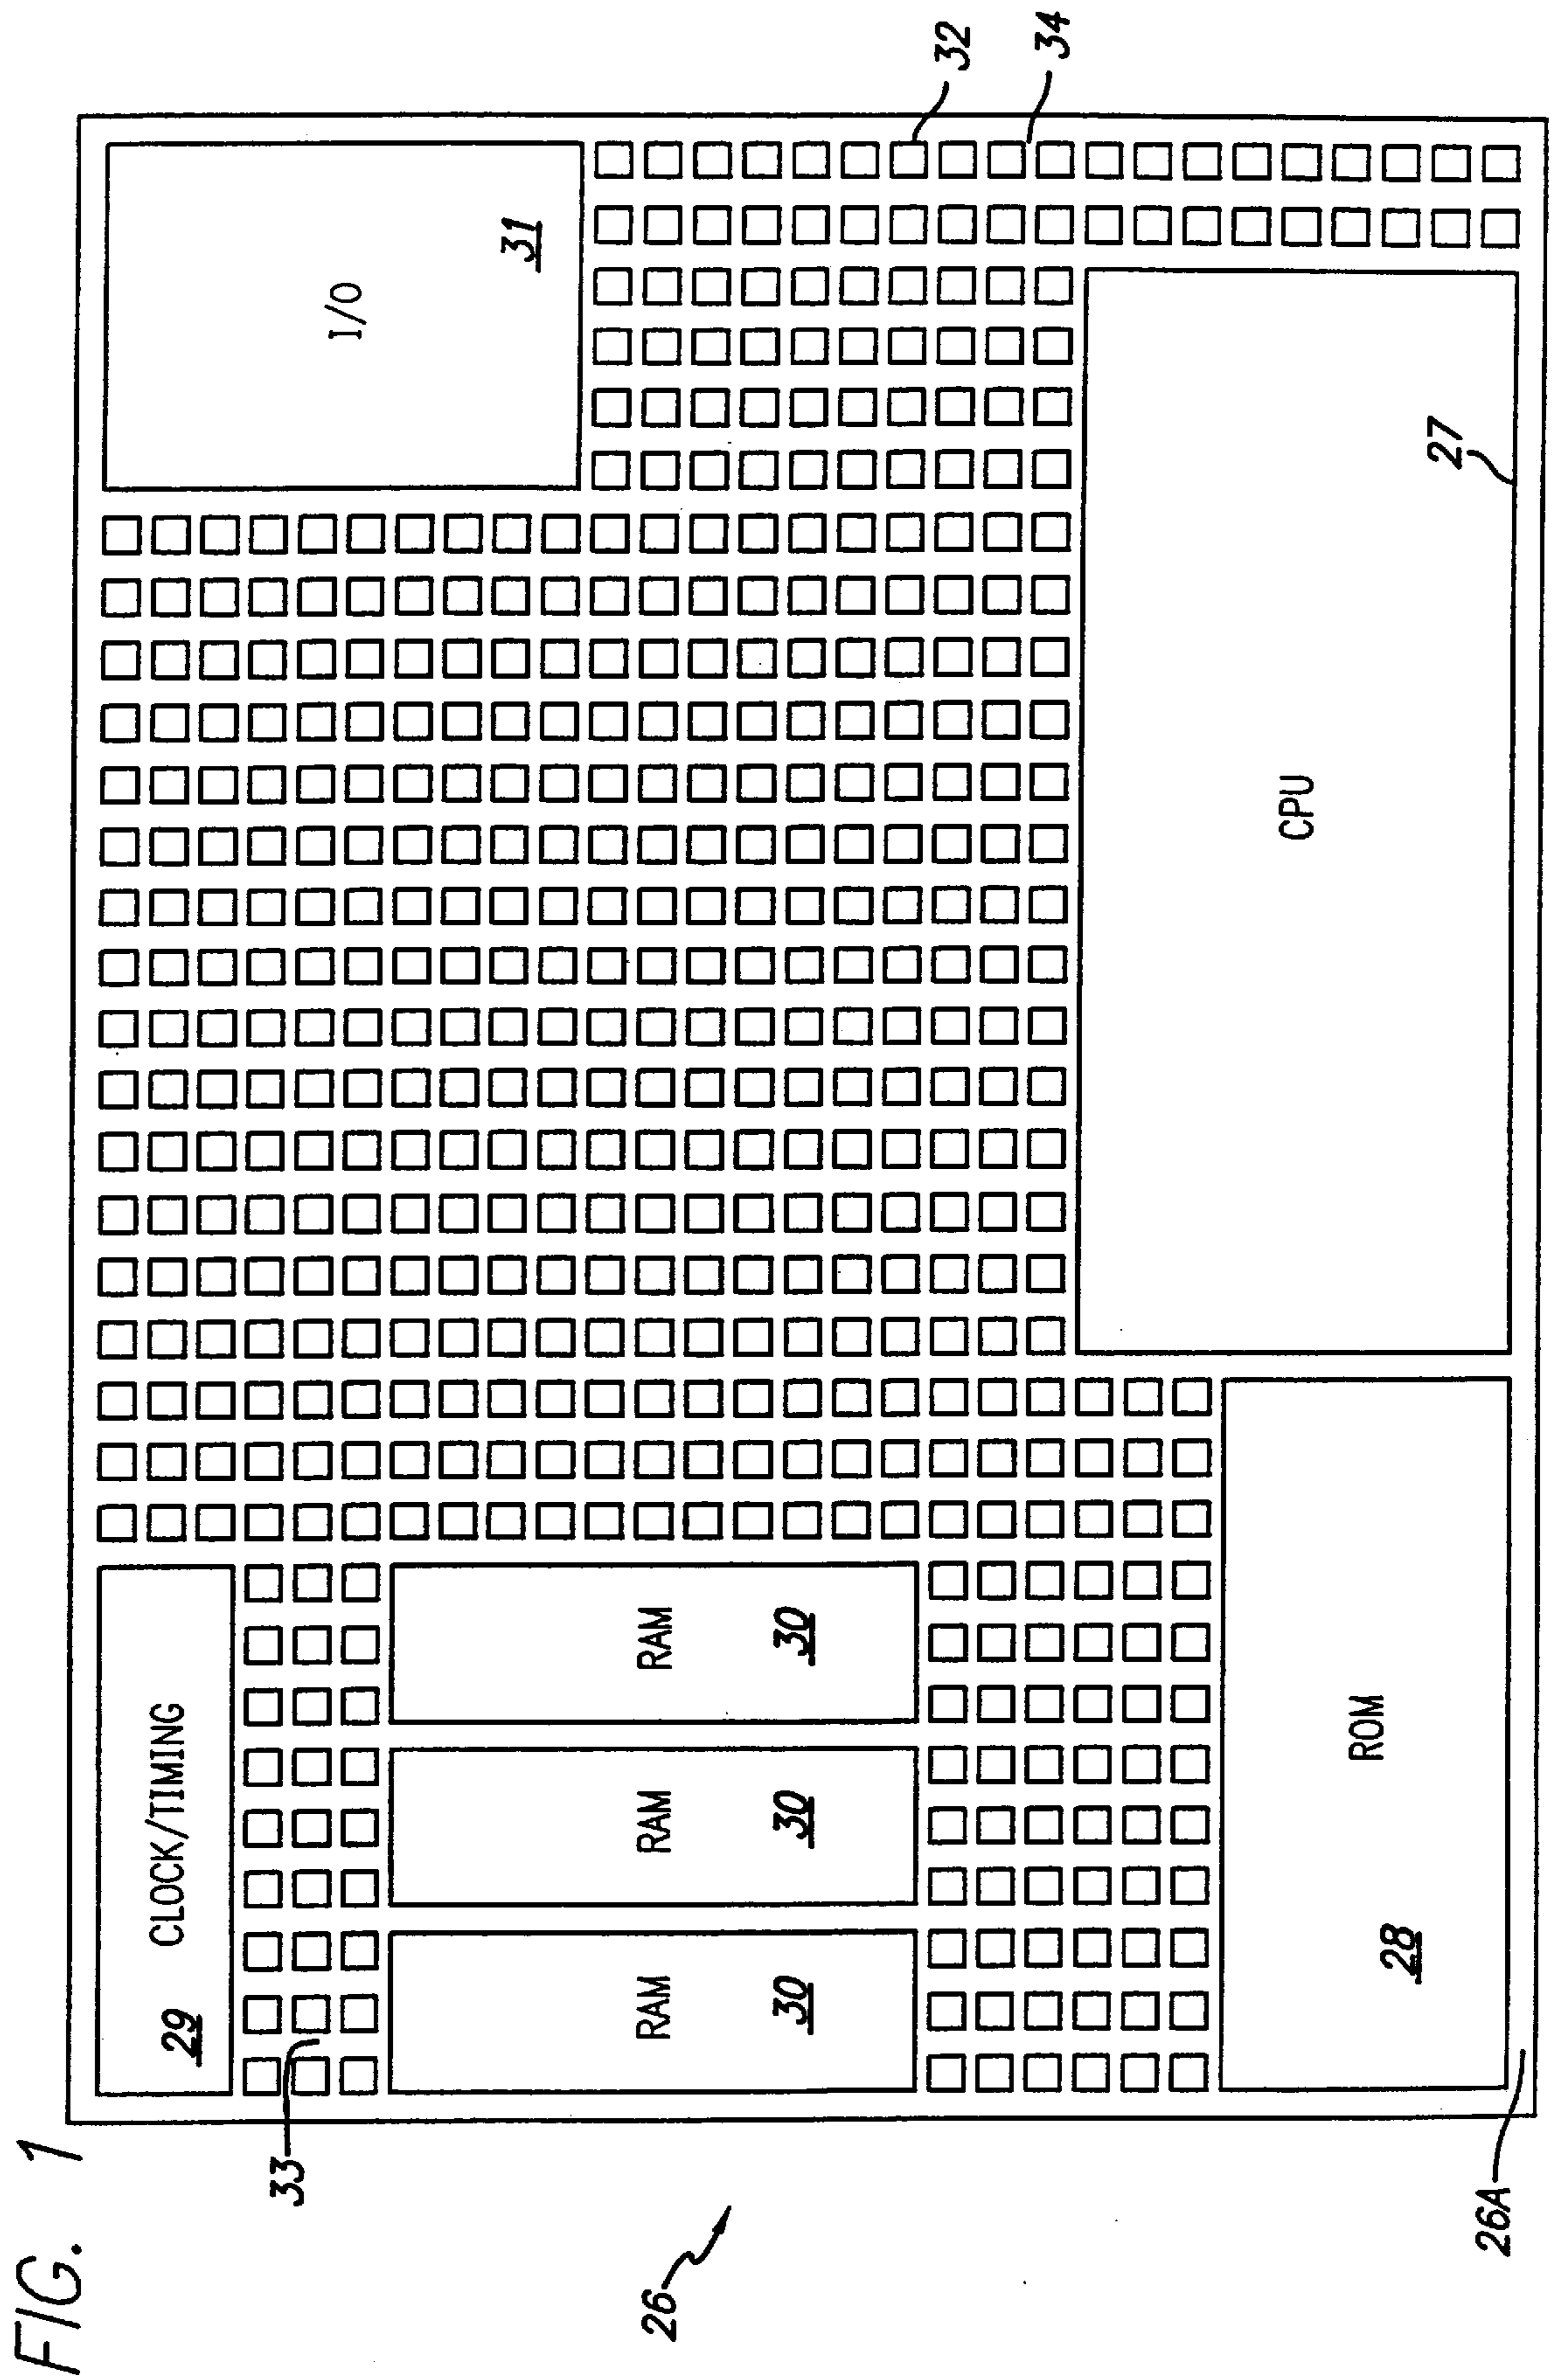 FIG. 1
26
26A
33
29
CLOCK/TIMING
RAM
30
RAM
30
RAM
30
28
ROM
CPU
27
I/O
31
32
34